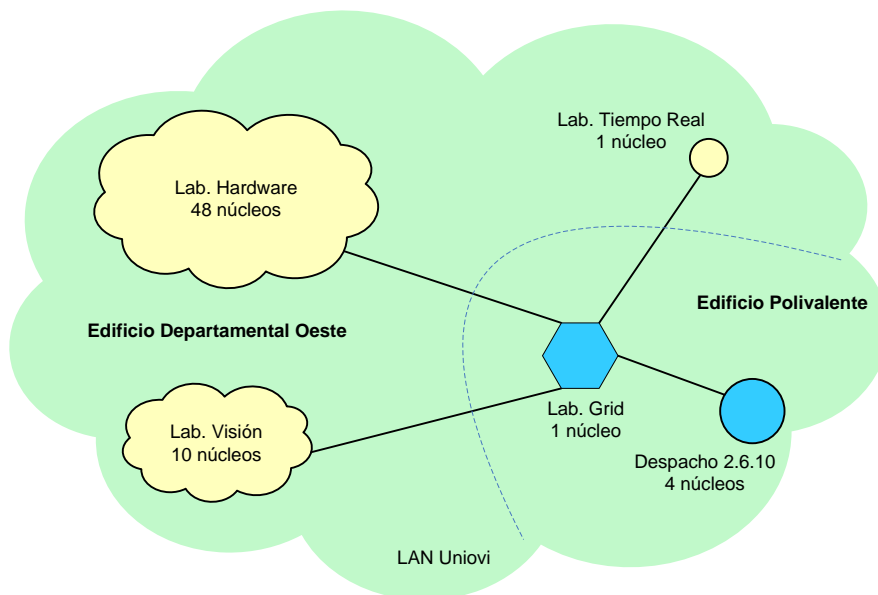 Lab. Tiempo Real
1 núcleo
Lab. Hardware
48 núcleos
Edificio Polivalente
Edificio Departamental Oeste
Lab. Grid
1 núcleo
Lab. Visión
10 núcleos
Despacho 2.6.10
4 núcleos
LAN Uniovi